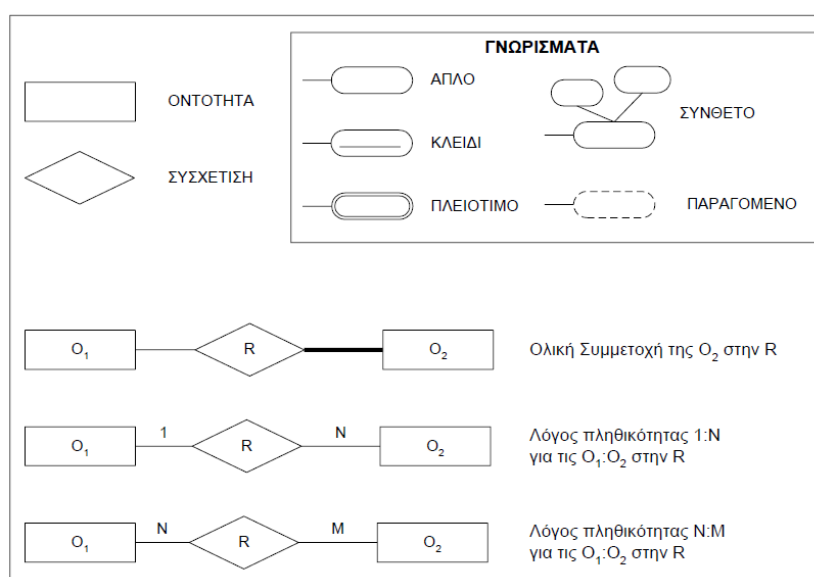 ΓΝΩΡΙΣΜΑΤΑ
ΟΝΤΟΤΗΤΑ
ΑΠΛΟ
ΣΥΝΘΕΤΟ
ΚΛΕΙΔΙ
ΣΥΣΧΕΤΙΣΗ
ΠΛΕΙΟΤΙΜΟ
ΠΑΡΑΓΟΜΕΝΟ
O₁ R O₂ Ολική Συμμετοχή της O₂ στην R
O₁ 1 R N O₂ Λόγος πληθικότητας 1:N
για τις O₁:O₂ στην R
O₁ N R M O₂ Λόγος πληθικότητας N:M
για τις O₁:O₂ στην R